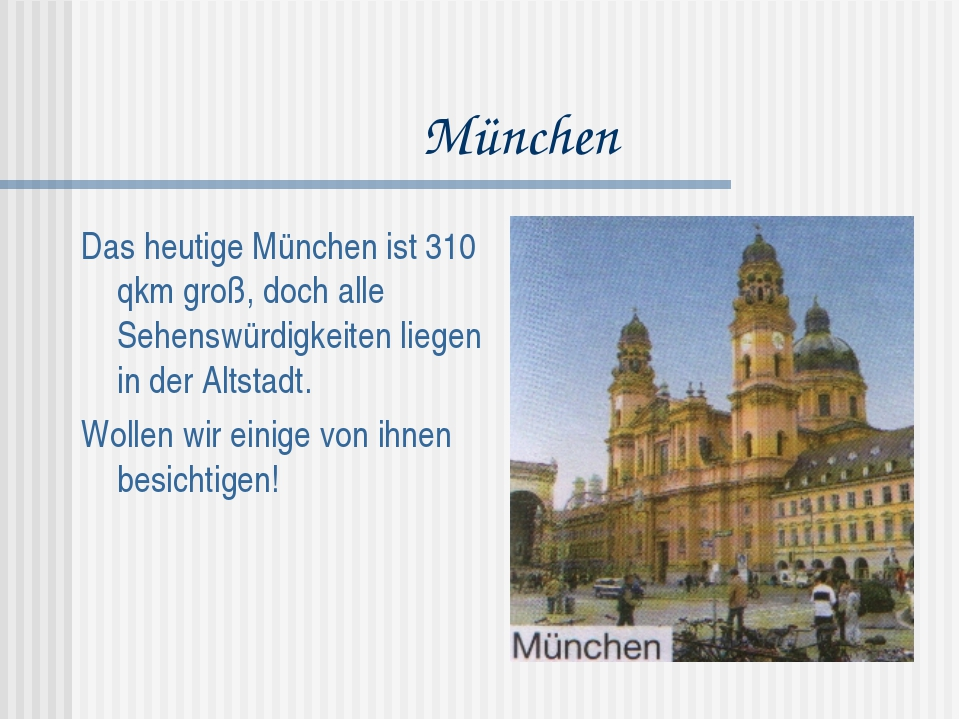 München
Das heutige München ist 310
qkm groß, doch alle
Sehenswürdigkeiten liegen
in der Altstadt.
Wollen wir einige von ihnen
besichtigen!
München